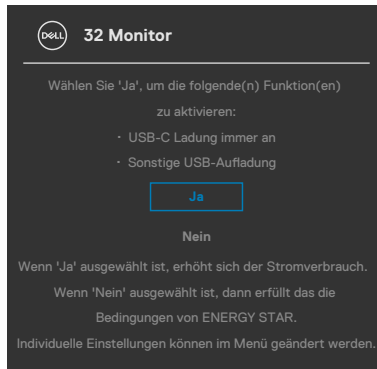 DELL 32 Monitor
Wählen Sie 'Ja', um die folgende(n) Funktion(en)
zu aktivieren:
· USB-C Ladung immer an
· Sonstige USB-Aufladung
Ja
Nein
Wenn 'Ja' ausgewählt ist, erhöht sich der Stromverbrauch.
Wenn 'Nein' ausgewählt ist, dann erfüllt das die
Bedingungen von ENERGY STAR.
Individuelle Einstellungen können im Menü geändert werden.